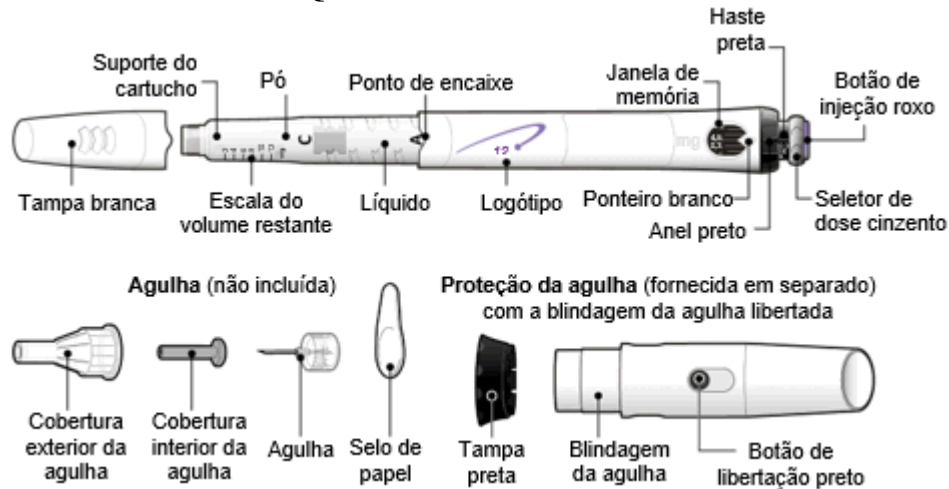 Haste
preta
Suporte do
cartucho
Pó
Ponto de encaixe
Janela de
memória
Botão de
injeção roxo
C
A
12
mg
Tampa branca
Escala do
volume restante
Líquido
Logótipo
Ponteiro branco
Anel preto
Seletor de
dose cinzento
Agulha (não incluída)
Proteção da agulha (fornecida em separado)
com a blindagem da agulha libertada
Cobertura
exterior da
agulha
Cobertura
interior da
agulha
Agulha
Selo de
papel
Tampa
preta
Blindagem
da agulha
Botão de
libertação preto